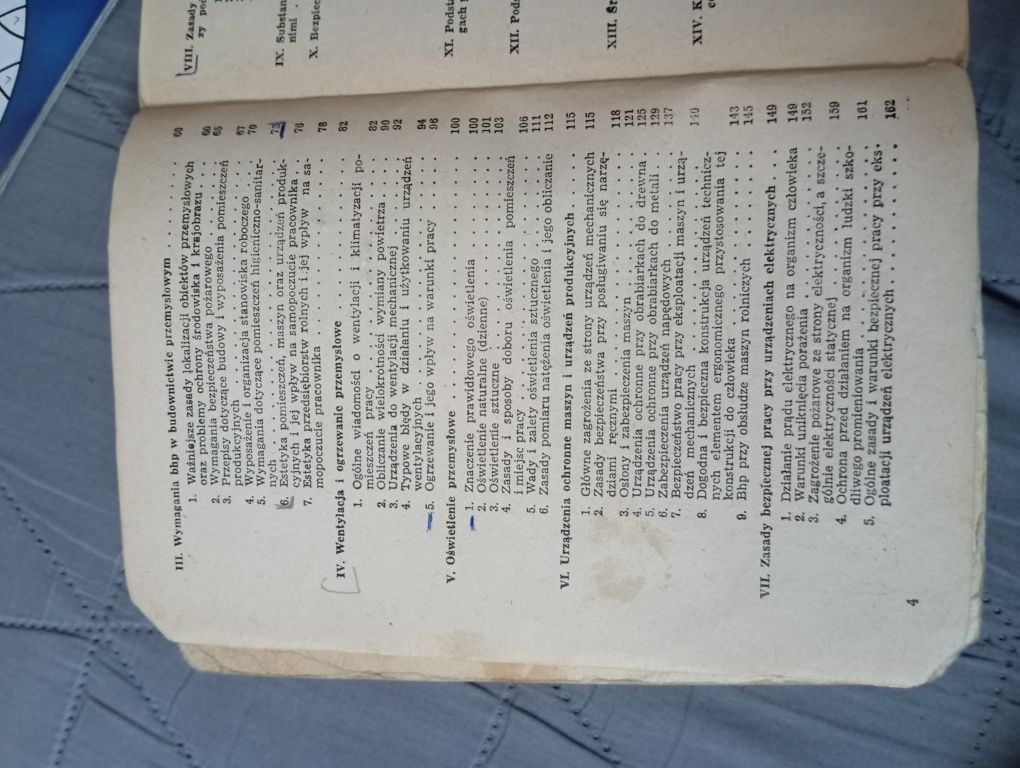 III. Wymagania bhp w budownictwie przemysłowym . . . . . 60
1. Ważniejsze zasady lokalizacji obiektów przemysłowych
oraz problemy ochrony środowiska i krajobrazu . . 60
2. Wymagania bezpieczeństwa pożarowego . . . . . 65
3. Przepisy dotyczące budowy i wyposażenia pomieszczeń
produkcyjnych . . . . . 67
4. Wyposażenie i organizacja stanowiska roboczego . . . 70
5. Wymagania dotyczące pomieszczeń higieniczno-sanitar-
nych . . . . . 73
6. Estetyka pomieszczeń, maszyn oraz urządzeń produk-
cyjnych i jej wpływ na samopoczucie pracownika . . 76
7. Estetyka przedsiębiorstw rolnych i jej wpływ na sa-
mopoczucie pracownika . . . . . 78
IV. Wentylacja i ogrzewanie przemysłowe . . . . . 82
1. Ogólne wiadomości o wentylacji i klimatyzacji po-
mieszczeń pracy . . . . . 82
2. Obliczanie wielokrotności wymiany powietrza . . . 90
3. Urządzenia do wentylacji mechanicznej . . . . . 92
4. Typowe błędy w działaniu i użytkowaniu urządzeń
wentylacyjnych . . . . . 94
5. Ogrzewanie i jego wpływ na warunki pracy . . . . 96
V. Oświetlenie przemysłowe . . . . . 100
1. Znaczenie prawidłowego oświetlenia . . . . . 100
2. Oświetlenie naturalne (dzienne) . . . . . 101
3. Oświetlenie sztuczne . . . . . 103
4. Zasady i sposoby doboru oświetlenia pomieszczeń
i miejsc pracy . . . . . 106
5. Wady i zalety oświetlenia sztucznego . . . . . 111
6. Zasady pomiaru natężenia oświetlenia i jego obliczanie 112
VI. Urządzenia ochronne maszyn i urządzeń produkcyjnych . . . 115
1. Główne zagrożenia ze strony urządzeń mechanicznych 115
2. Zasady bezpieczeństwa przy posługiwaniu się narzę-
dziami ręcznymi . . . . . 118
3. Osłony i zabezpieczenia maszyn . . . . . 121
4. Urządzenia ochronne przy obrabiarkach do drewna . 125
5. Urządzenia ochronne przy obrabiarkach do metali . . 129
6. Zabezpieczenia urządzeń napędowych . . . . . 137
7. Bezpieczeństwo pracy przy eksploatacji maszyn i urzą-
dzeń mechanicznych . . . . . 140
8. Dogodna i bezpieczna konstrukcja urządzeń technicz-
nych elementem ergonomicznego przystosowania tej
konstrukcji do człowieka . . . . . 143
9. Bhp przy obsłudze maszyn rolniczych . . . . . 145
VII. Zasady bezpiecznej pracy przy urządzeniach elektrycznych . . . 149
1. Działanie prądu elektrycznego na organizm człowieka 149
2. Warunki uniknięcia porażenia . . . . . 152
3. Zagrożenie pożarowe ze strony elektryczności, a szcze-
gólnie elektryczności statycznej . . . . . 159
4. Ochrona przed działaniem na organizm ludzki szko-
dliwego promieniowania . . . . . 161
5. Ogólne zasady i warunki bezpiecznej pracy przy eks-
ploatacji urządzeń elektrycznych . . . . . 162
4
VIII. Zasady
zy
IX.
nimi .
X.
XI.
gach
XII.
XIII.
XIV.